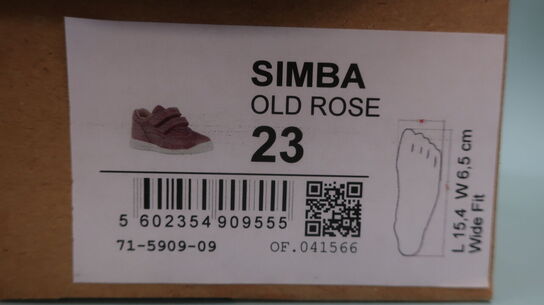 SIMBA
OLD ROSE
23
5 602354 909555
71-5909-09
OF.041566
L 15,4 W 6,5 cm
Wide Fit